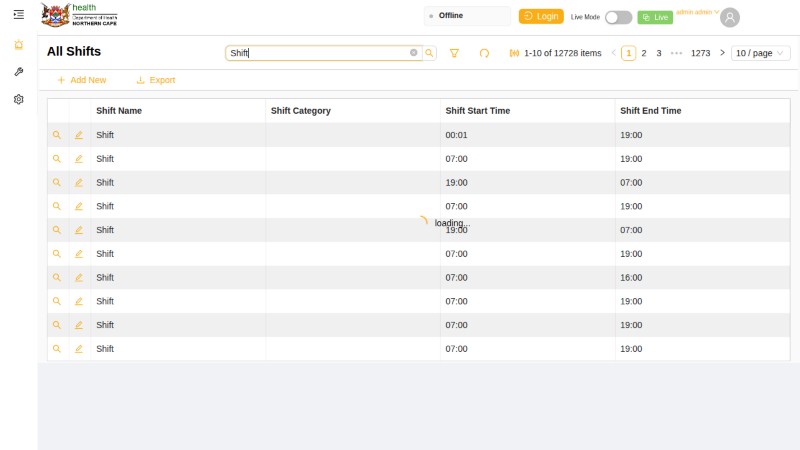 health
Department of Health
NORTHERN CAPE
Offline
Login
Live Mode
Live
admin admin
All Shifts
Shift
1-10 of 12728 items
1 2 3 ••• 1273
10 / page
Add New
Export
Shift Name Shift Category Shift Start Time Shift End Time
Shift 00:01 19:00
Shift 07:00 19:00
Shift 19:00 07:00
Shift 07:00 19:00
loading...
Shift 19:00 07:00
Shift 07:00 19:00
Shift 07:00 16:00
Shift 07:00 19:00
Shift 07:00 19:00
Shift 07:00 19:00